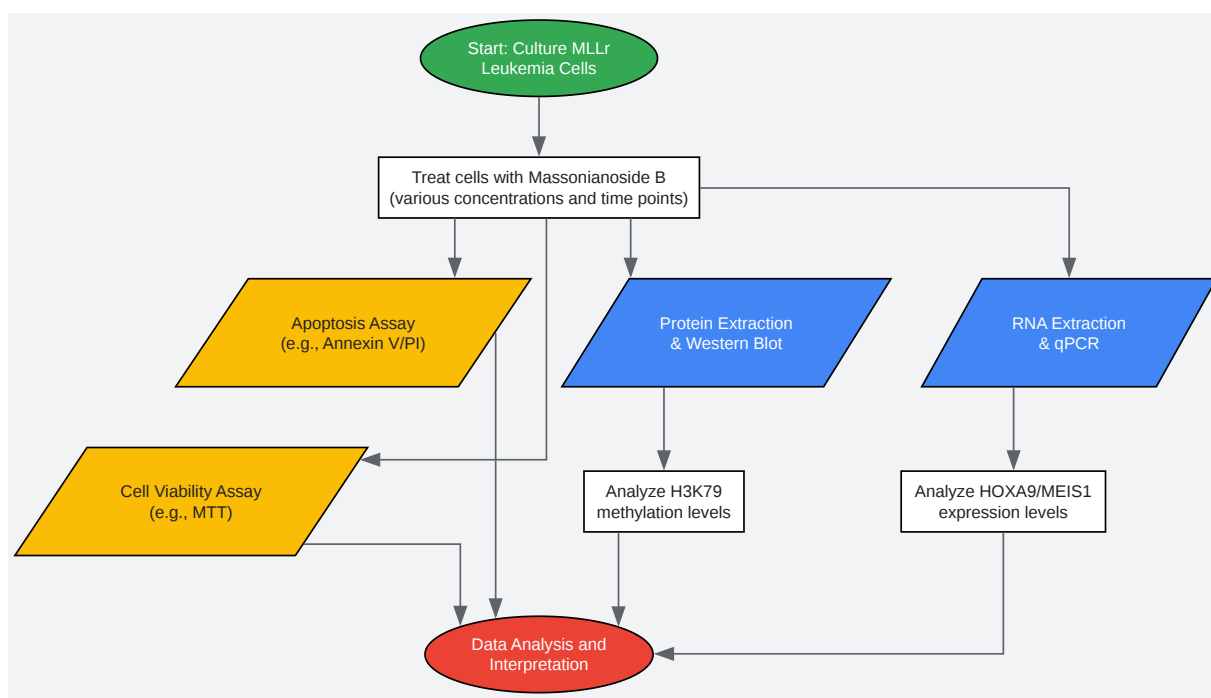 Start: Culture MLLr
Leukemia Cells
Treat cells with Massonianoside B
(various concentrations and time points)
Apoptosis Assay
(e.g., Annexin V/PI)
Protein Extraction
& Western Blot
RNA Extraction
& qPCR
Cell Viability Assay
(e.g., MTT)
Analyze H3K79
methylation levels
Analyze HOXA9/MEIS1
expression levels
Data Analysis and
Interpretation